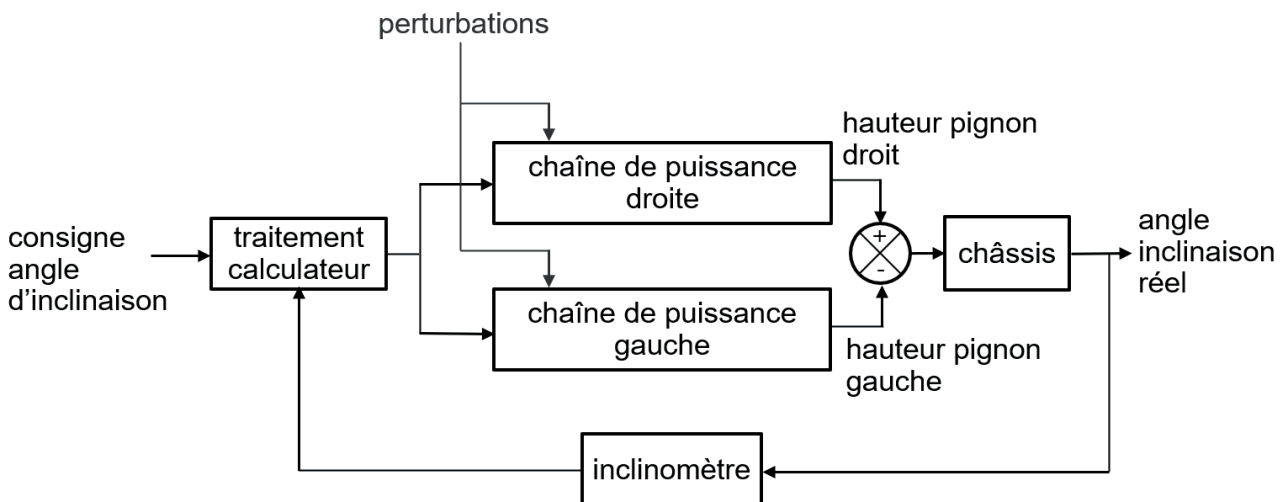 perturbations
chaîne de puissance
droite
hauteur pignon
droit
consigne
angle
d'inclinaison
traitement
calculateur
+
-
châssis
angle
inclinaison
réel
chaîne de puissance
gauche
hauteur pignon
gauche
inclinomètre